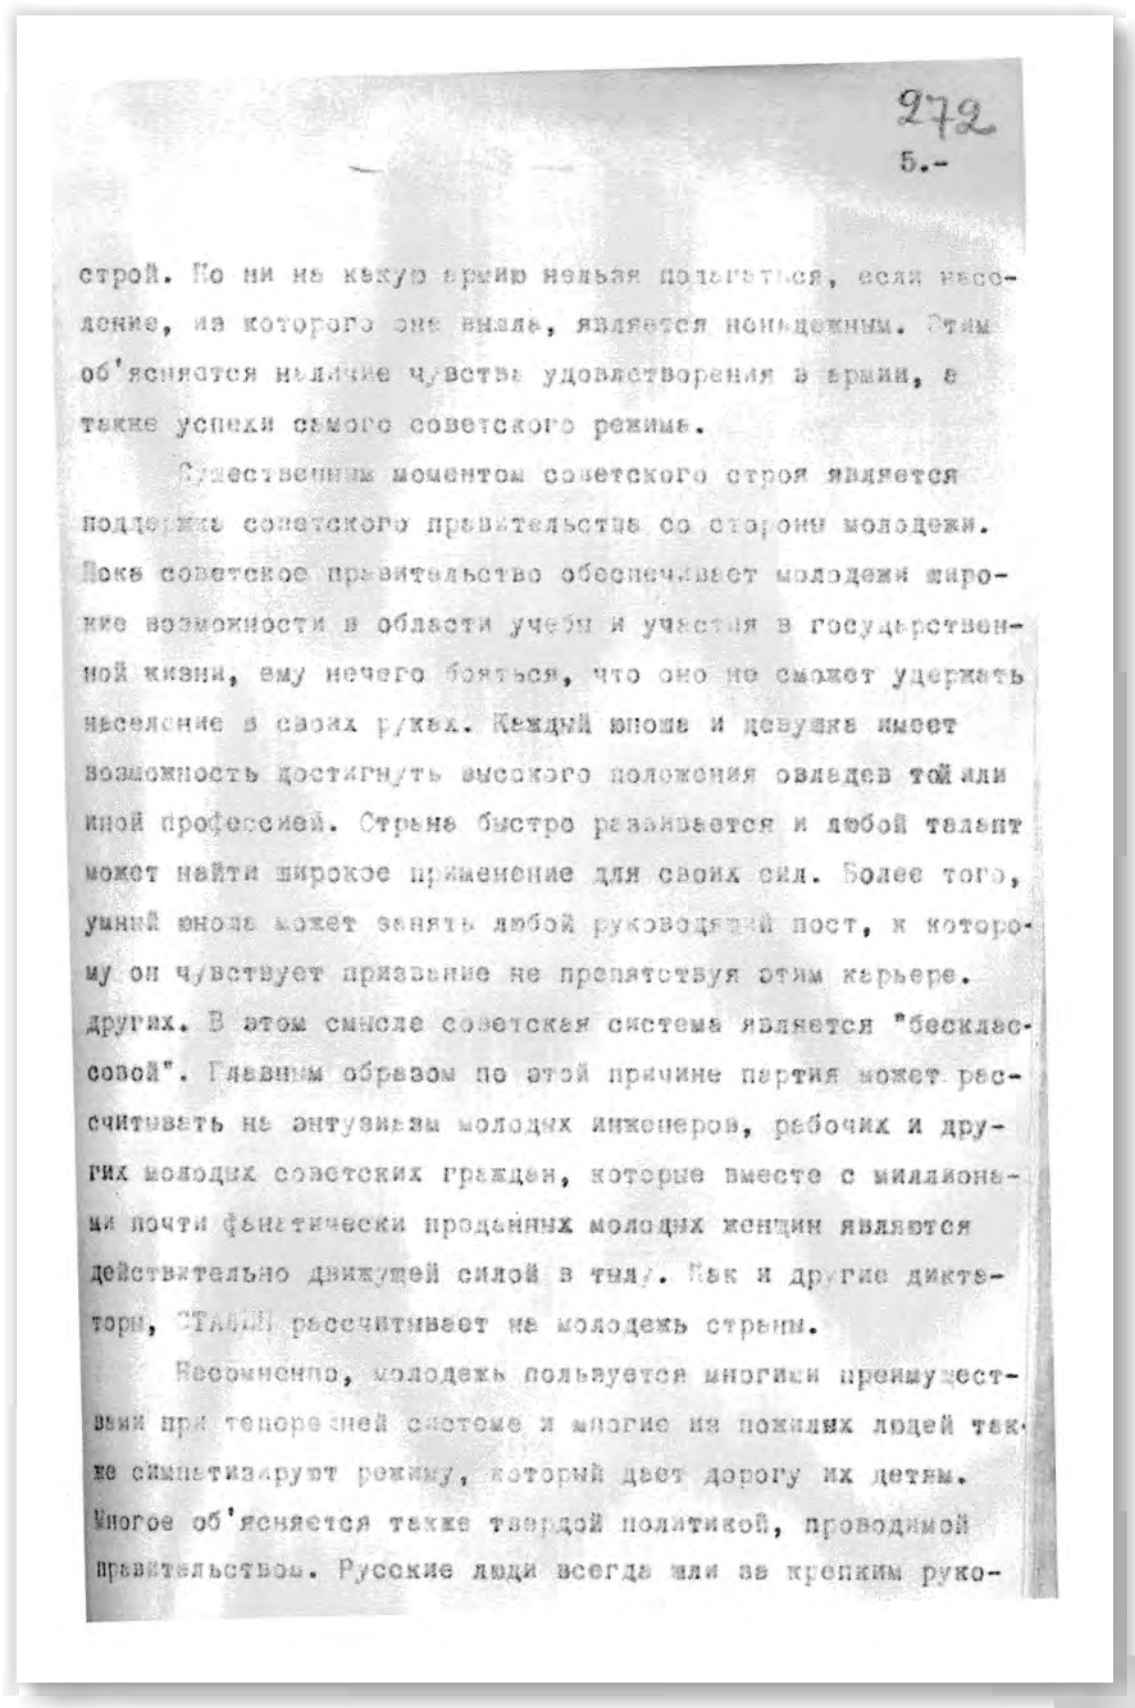 272
5.-
строй. Но ни на какую армию нельзя полагаться, если насе-
ление, из которого она вышла, является ненадежным. Этим
об'ясняется наличие чувства удовлетворения в армии, а
также успехи самого советского режима.
Существенным моментом советского строя является
поддержка советского правительства со стороны молодежи.
Пока советское правительство обеспечивает молодежи широ-
кие возможности в области учебы и участия в государствен-
ной жизни, ему нечего бояться, что оно не сможет удержать
население в своих руках. Каждый юноша и девушка имеет
возможность достигнуть высокого положения овладев той или
иной профессией. Страна быстро развивается и любой талант
может найти широкое применение для своих сил. Более того,
умный юноша может занять любой руководящий пост, к которо-
му он чувствует призвание не препятствуя этим карьере.
других. В этом смысле советская система является "бесклас-
совой". Главным образом по этой причине партия может рас-
считывать на энтузиазм молодых инженеров, рабочих и дру-
гих молодых советских граждан, которые вместе с миллиона-
ми почти фанатически проданных молодых женщин являются
действительно движущей силой в тылу. Как и другие дикта-
торы, СТАЛИН рассчитывает на молодежь страны.
Несомненно, молодежь пользуется многими преимущест-
вами при теперешней системе и многие из пожилых людей так-
же симпатизируют режиму, который дает дорогу их детям.
Многое об'ясняется также твердой политикой, проводимой
правительством. Русские люди всегда шли за крепким руко-